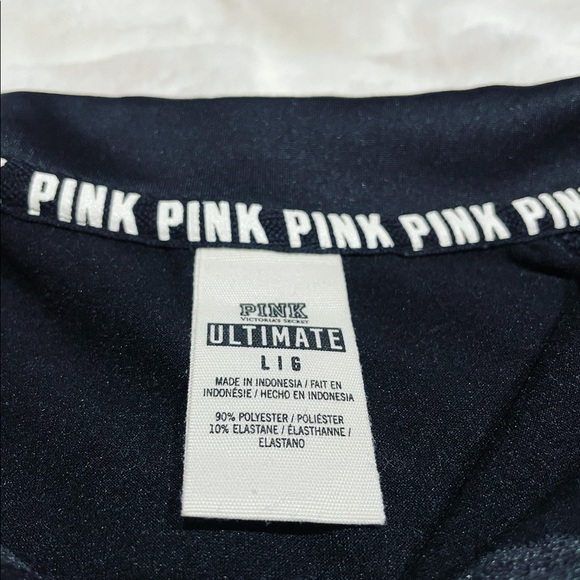 PINK PINK PINK PINK PIN
PINK
VICTORIA'S SECRET
ULTIMATE
L | G
MADE IN INDONESIA / FAIT EN
INDONÉSIE / HECHO EN INDONESIA
90% POLYESTER / POLIÉSTER
10% ELASTANE / ÉLASTHANNE /
ELASTANO